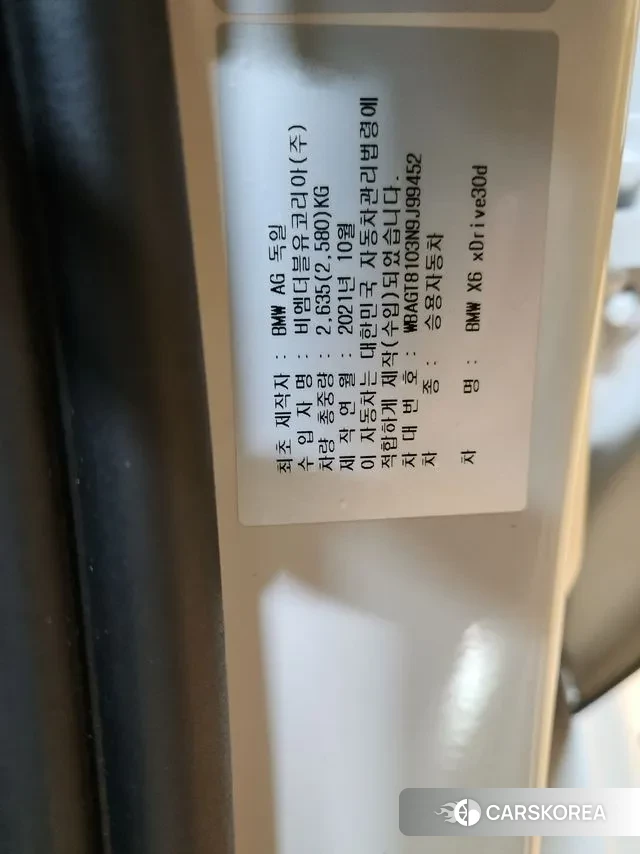 최초 제작자 : BMW AG 독일
수 입 자 명 : 비엠더블유코리아(주)
차량 총중량 : 2,635(2,580)KG
제 작 연 월 : 2021년 10월
이 자동차는 대한민국 자동차관리법령에
적합하게 제작(수입)되었습니다.
차 대 번 호 : WBAGT8103N9J99452
차 종 : 승용자동차
차 명 : BMW X6 xDrive30d
CARSKOREA